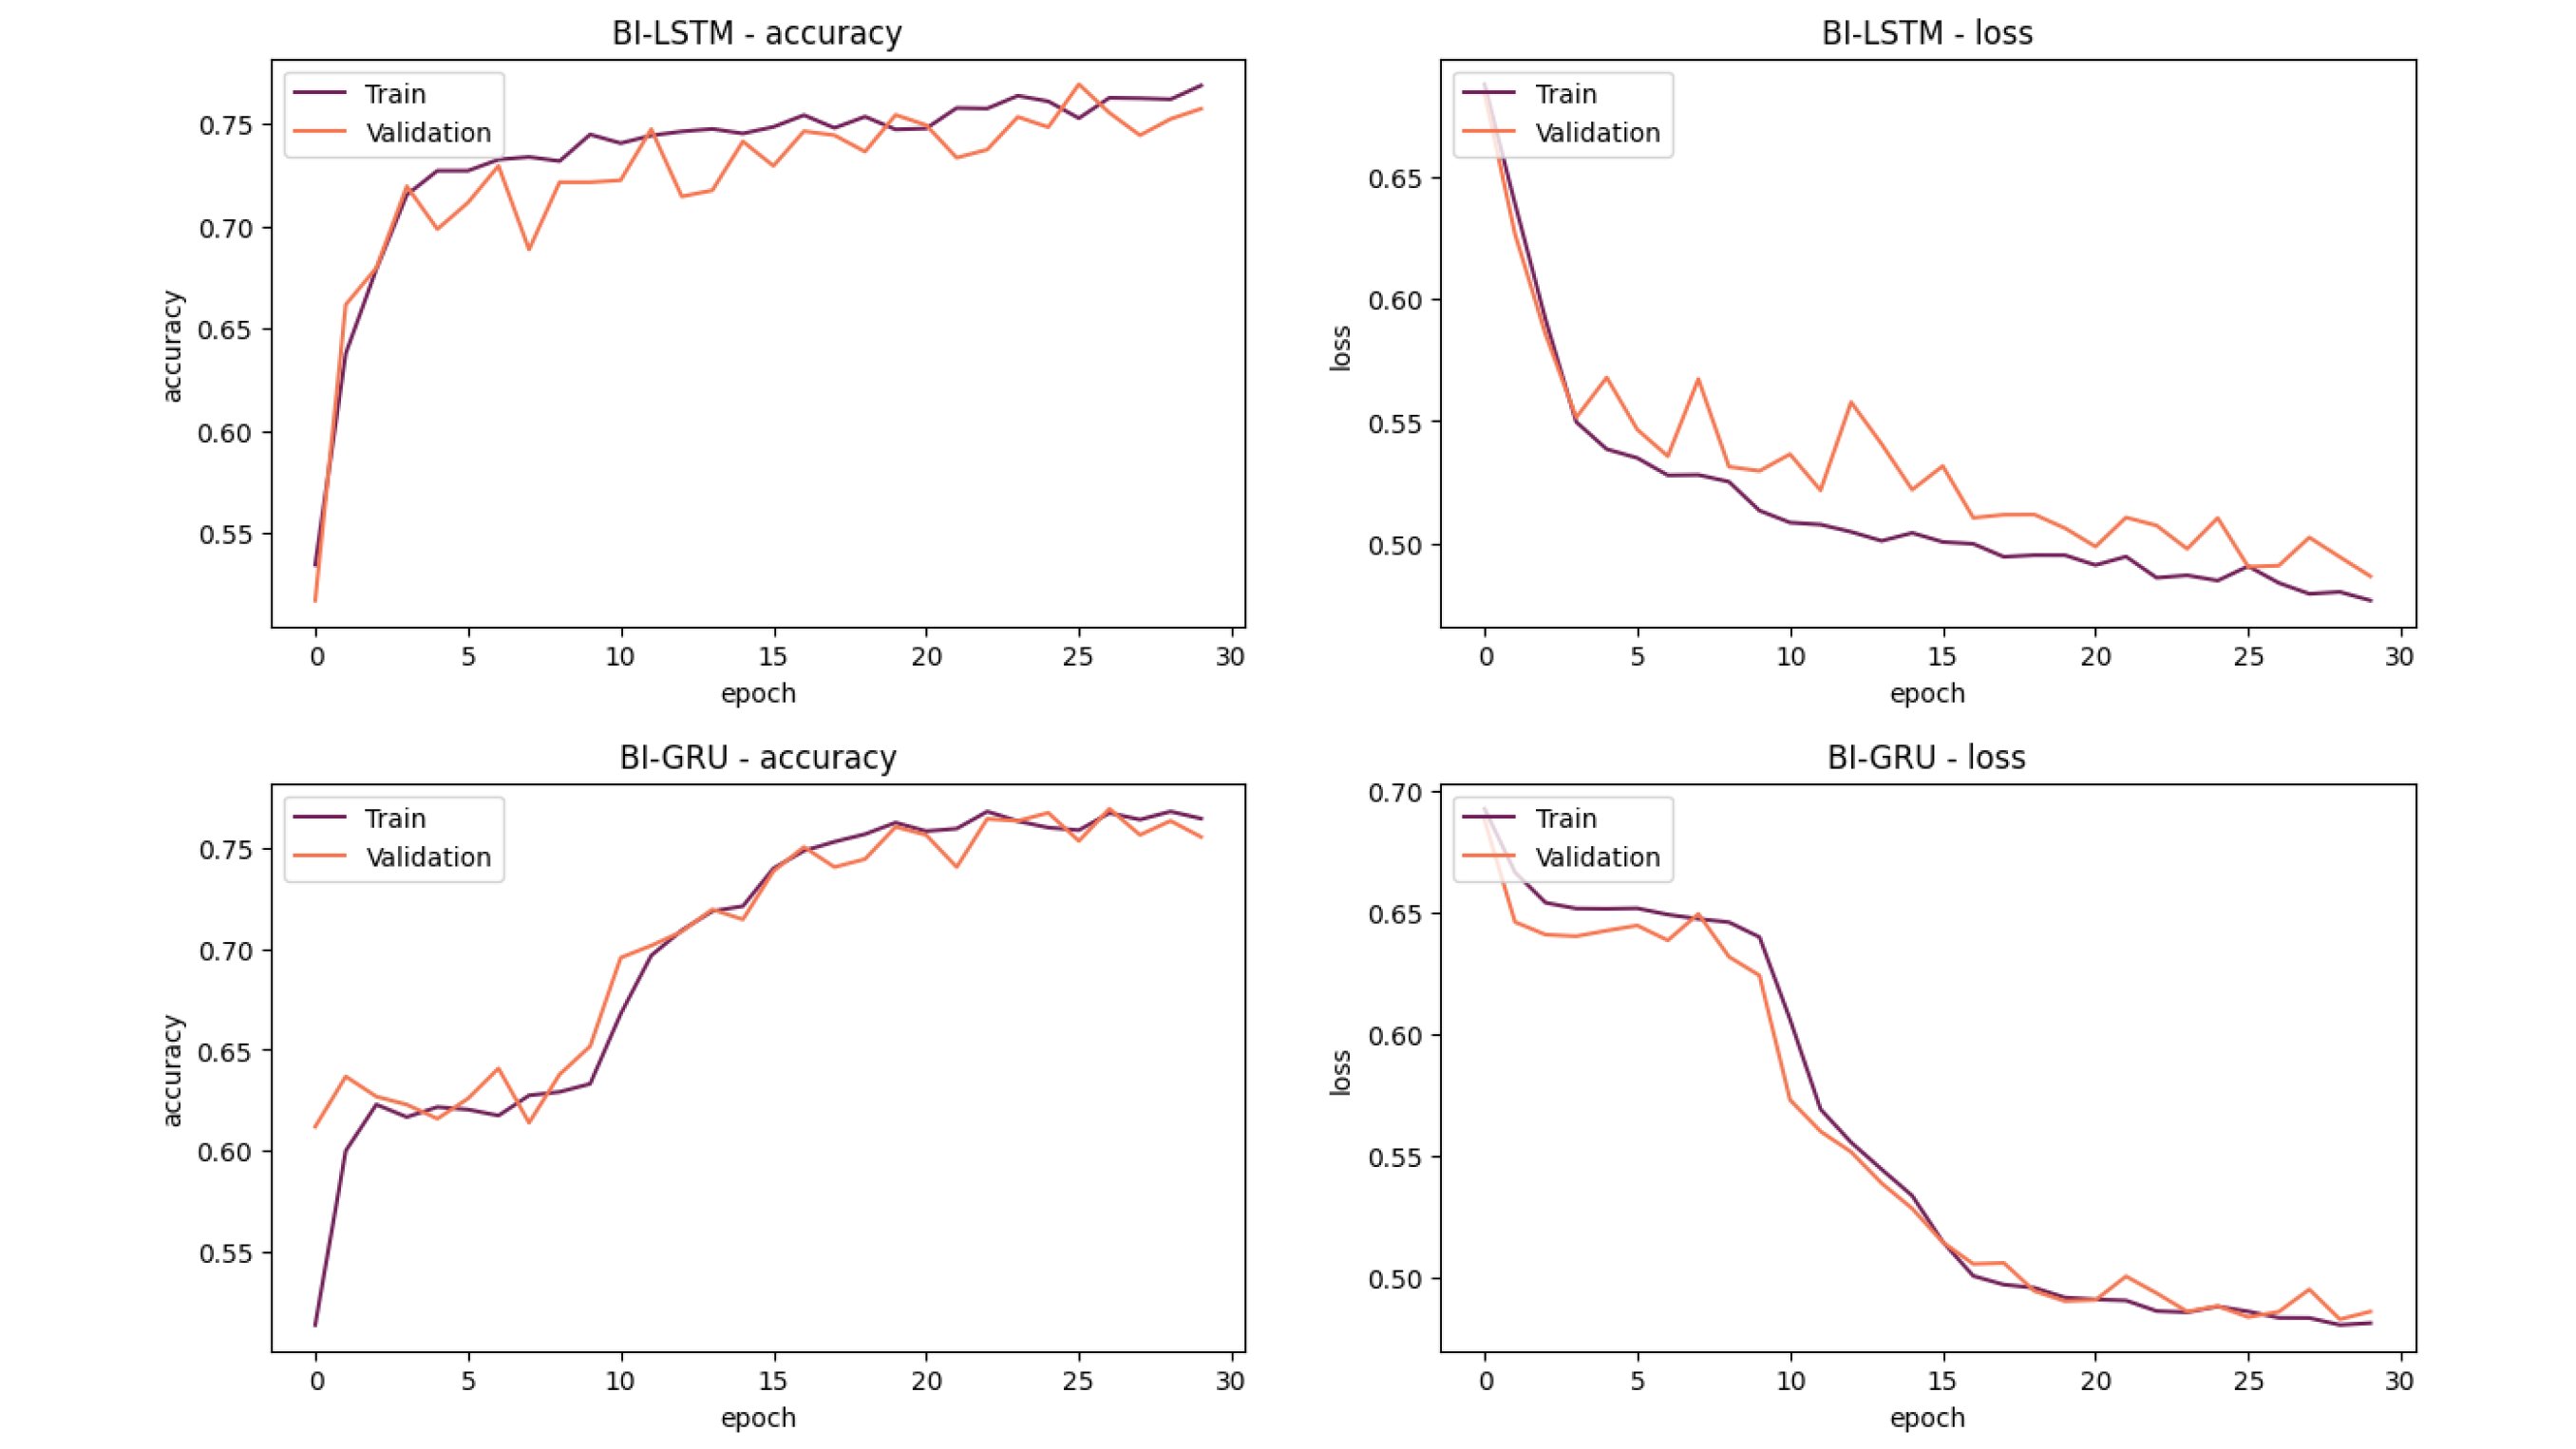 BI-LSTM - accuracy
Train
Validation
0.75
0.70
0.65
0.60
0.55
accuracy
0 5 10 15 20 25 30
epoch
BI-LSTM - loss
Train
Validation
0.65
0.60
0.55
0.50
loss
0 5 10 15 20 25 30
epoch
BI-GRU - accuracy
Train
Validation
0.75
0.70
0.65
0.60
0.55
accuracy
0 5 10 15 20 25 30
epoch
BI-GRU - loss
Train
Validation
0.70
0.65
0.60
0.55
0.50
loss
0 5 10 15 20 25 30
epoch